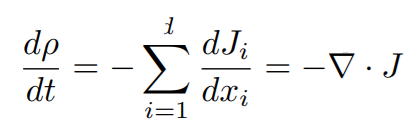 dρ/dt = −∑_{i=1}^{d} dJ_i/dx_i = −∇ · J